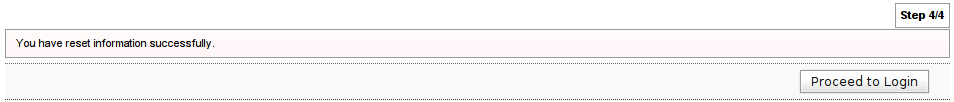 Step 4/4
You have reset information successfully.
Proceed to Login